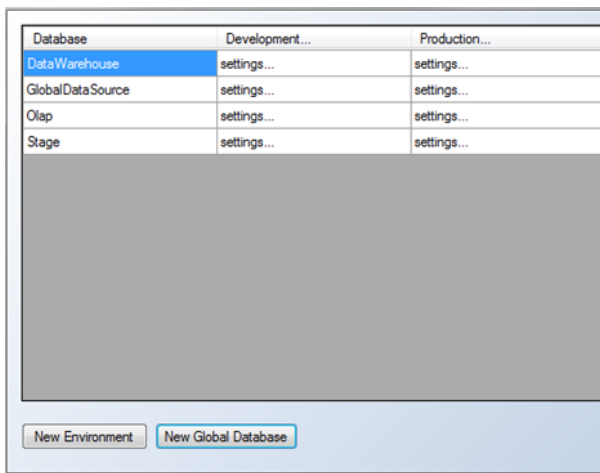 Database Development... Production...
DataWarehouse settings... settings...
GlobalDataSource settings... settings...
Olap settings... settings...
Stage settings... settings...
New Environment New Global Database